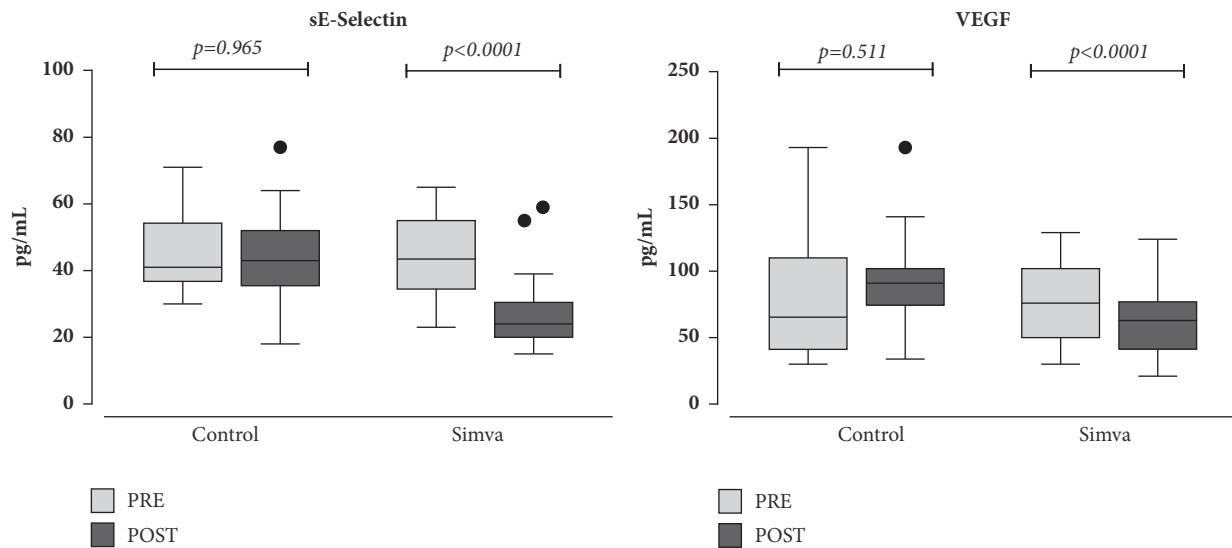 sE-Selectin
p=0.965
p<0.0001
100
80
60
40
20
0
pg/mL
Control
Simva
PRE
POST
VEGF
p=0.511
p<0.0001
250
200
150
100
50
0
pg/mL
Control
Simva
PRE
POST